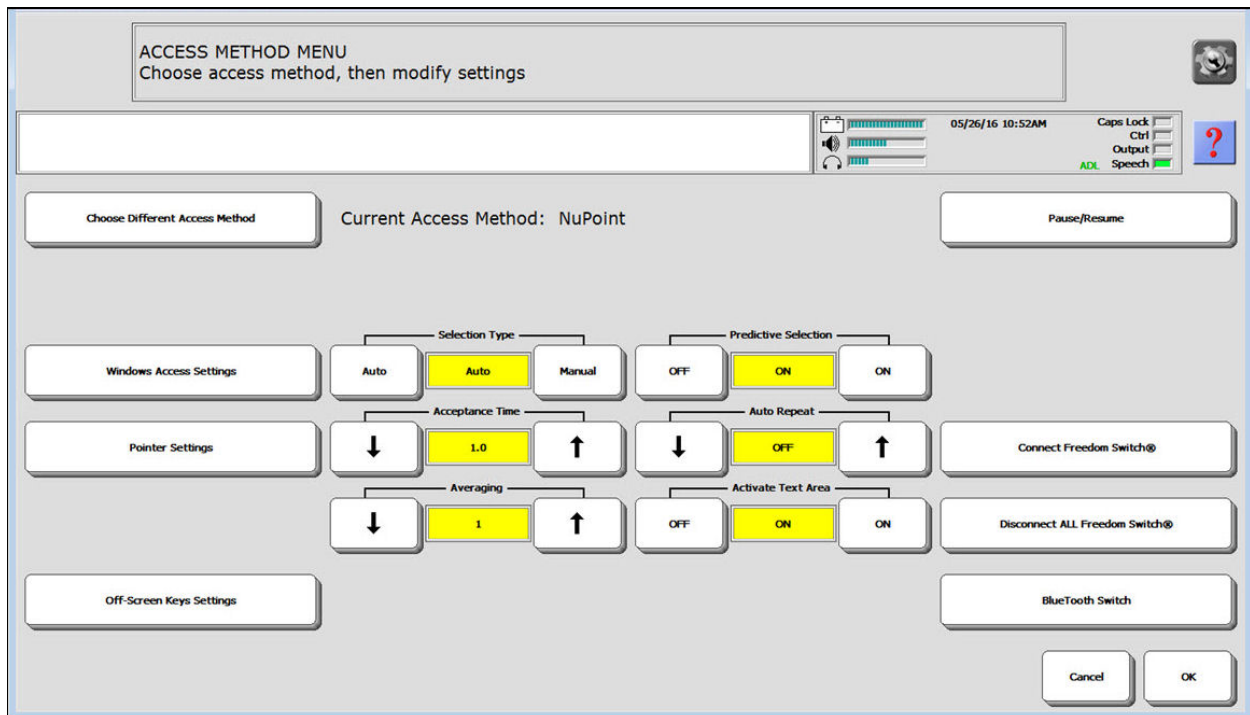 ACCESS METHOD MENU
Choose access method, then modify settings
05/26/16 10:52AM
Caps Lock
Ctrl
Output
ADL Speech
?
Choose Different Access Method
Current Access Method: NuPoint
Pause/Resume
Selection Type
Predictive Selection
Windows Access Settings
Auto
Auto
Manual
OFF
ON
ON
Acceptance Time
Auto Repeat
Pointer Settings
↓
1.0
↑
↓
OFF
↑
Connect Freedom Switch®
Averaging
Activate Text Area
↓
1
↑
OFF
ON
ON
Disconnect ALL Freedom Switch®
Off-Screen Keys Settings
BlueTooth Switch
Cancel
OK